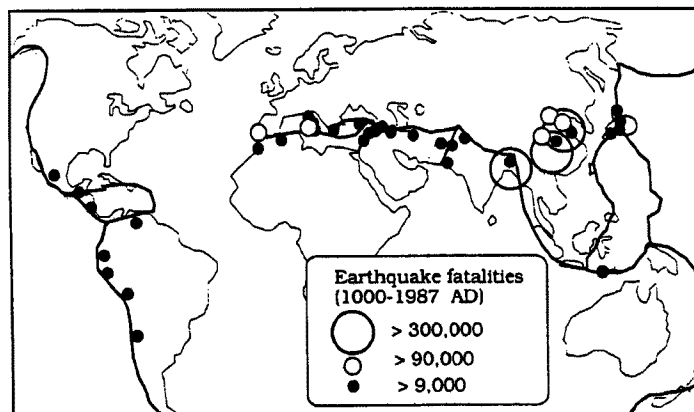 Earthquake fatalities
(1000-1987 AD)
> 300,000
> 90,000
> 9,000